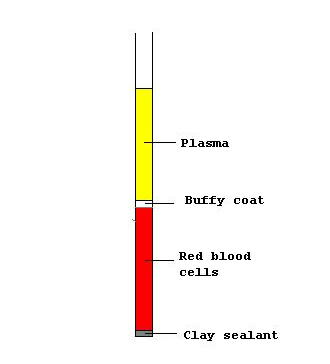 Plasma
Buffy coat
Red blood
cells
Clay sealant